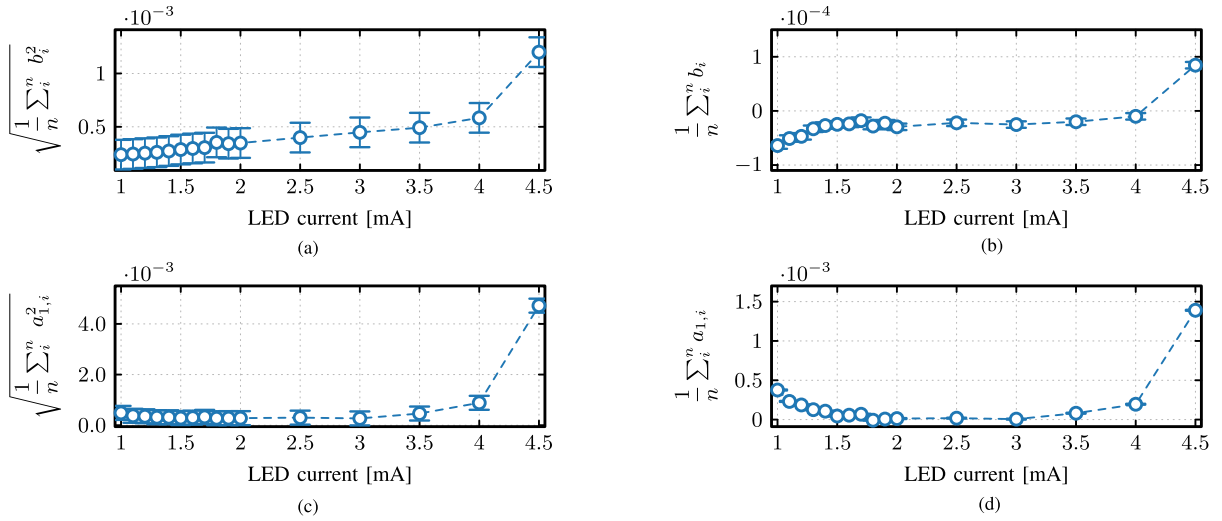 ·10⁻³
√(1/n ∑ᵢⁿ bᵢ²)
1
0.5
1 1.5 2 2.5 3 3.5 4 4.5
LED current [mA]
(a)
·10⁻⁴
1/n ∑ᵢⁿ bᵢ
1
0
−1
1 1.5 2 2.5 3 3.5 4 4.5
LED current [mA]
(b)
·10⁻³
√(1/n ∑ᵢⁿ a²₁,ᵢ)
4.0
2.0
0.0
1 1.5 2 2.5 3 3.5 4 4.5
LED current [mA]
(c)
·10⁻³
1/n ∑ᵢⁿ a₁,ᵢ
1.5
1
0.5
0
1 1.5 2 2.5 3 3.5 4 4.5
LED current [mA]
(d)